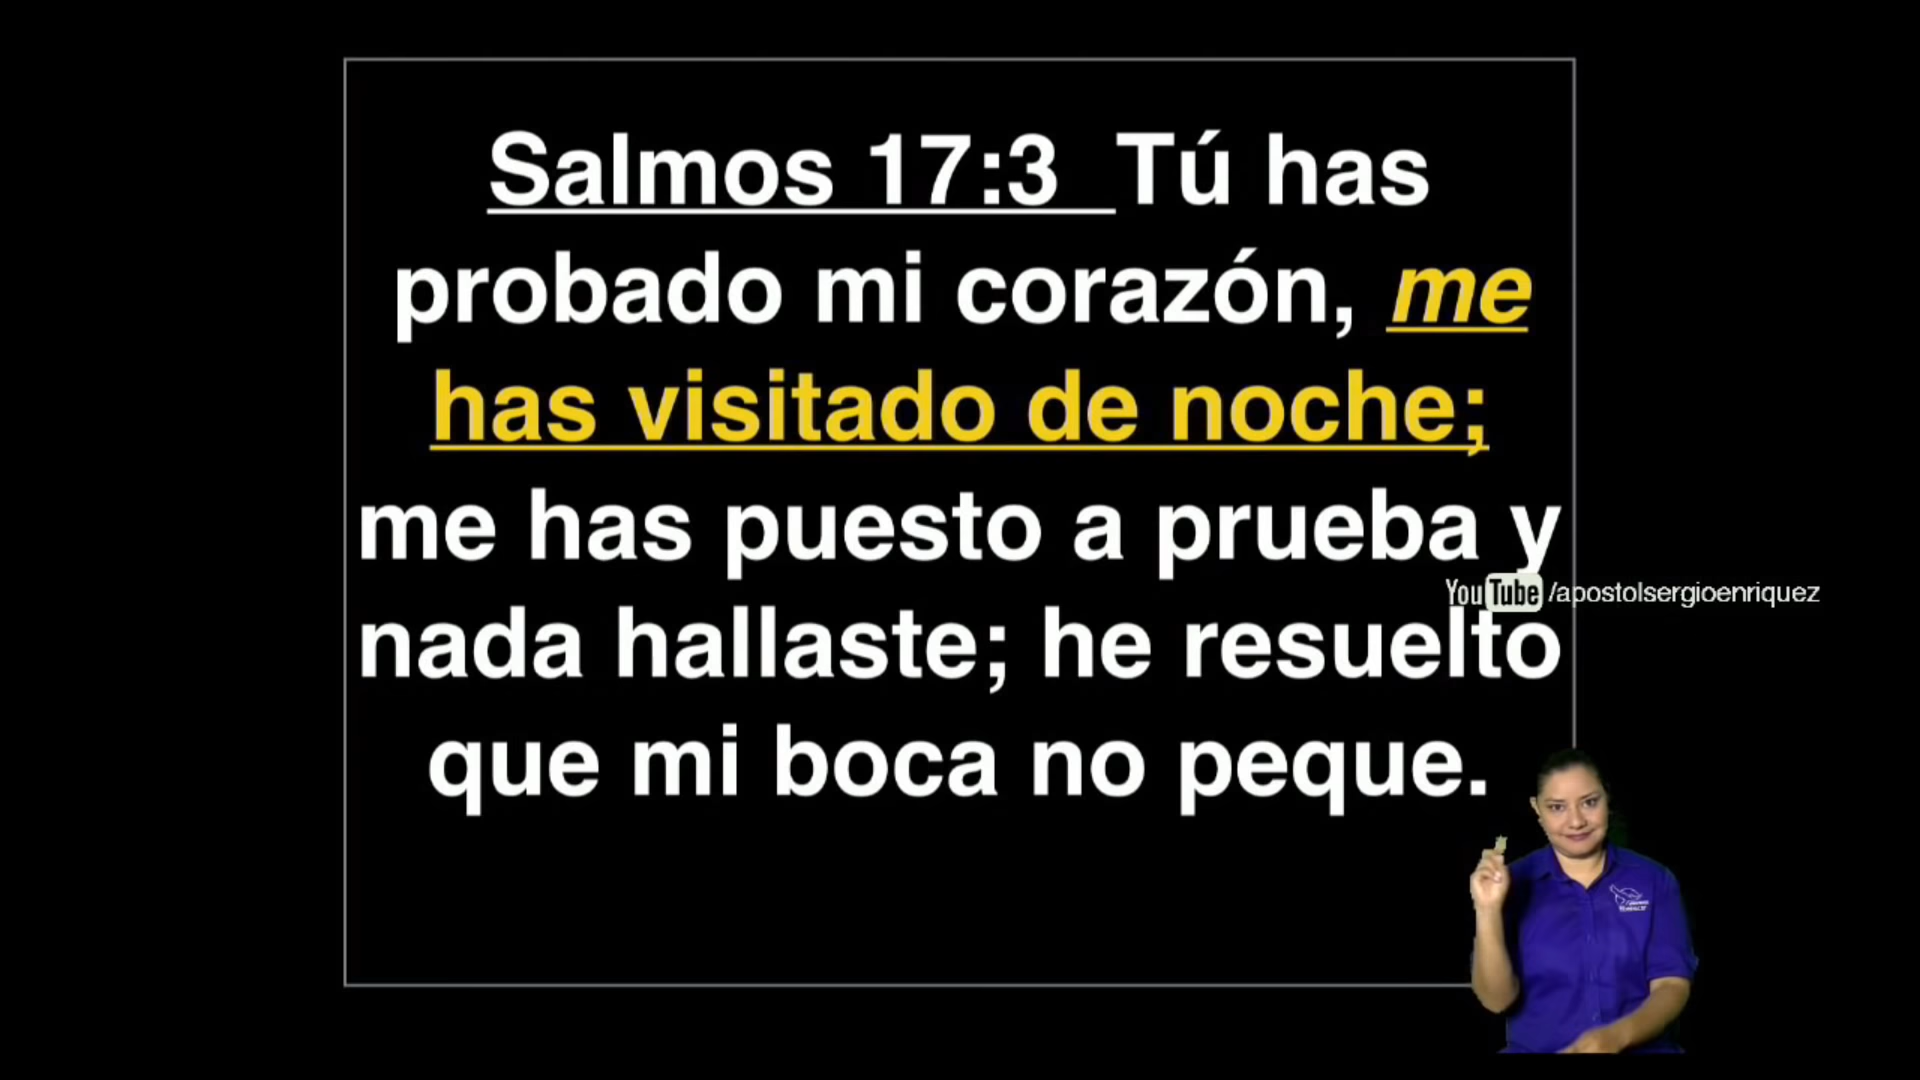 Salmos 17:3 Tú has
probado mi corazón, me
has visitado de noche;
me has puesto a prueba y
nada hallaste; he resuelto
que mi boca no peque.
YouTube /apostolsergioenriquez